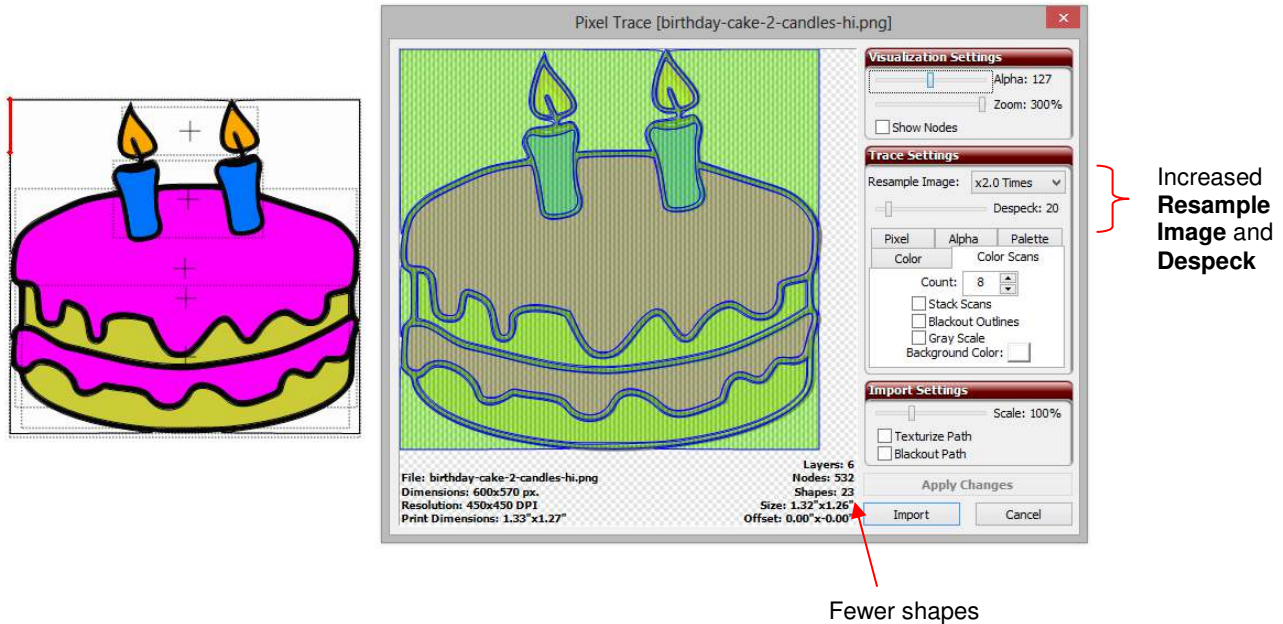 Pixel Trace [birthday-cake-2-candles-hi.png]
x
Visualization Settings
Alpha: 127
Zoom: 300%
Show Nodes
Trace Settings
Resample Image: x2.0 Times
Despeck: 20
Pixel Alpha Palette
Color Color Scans
Count: 8
Stack Scans
Blackout Outlines
Gray Scale
Background Color:
Import Settings
Scale: 100%
Texturize Path
Blackout Path
Apply Changes
Import Cancel
File: birthday-cake-2-candles-hi.png
Dimensions: 600x570 px.
Resolution: 450x450 DPI
Print Dimensions: 1.33"x1.27"
Layers: 6
Nodes: 532
Shapes: 23
Size: 1.32"x1.26"
Offset: 0.00"x-0.00"
Increased
Resample
Image and
Despeck
Fewer shapes